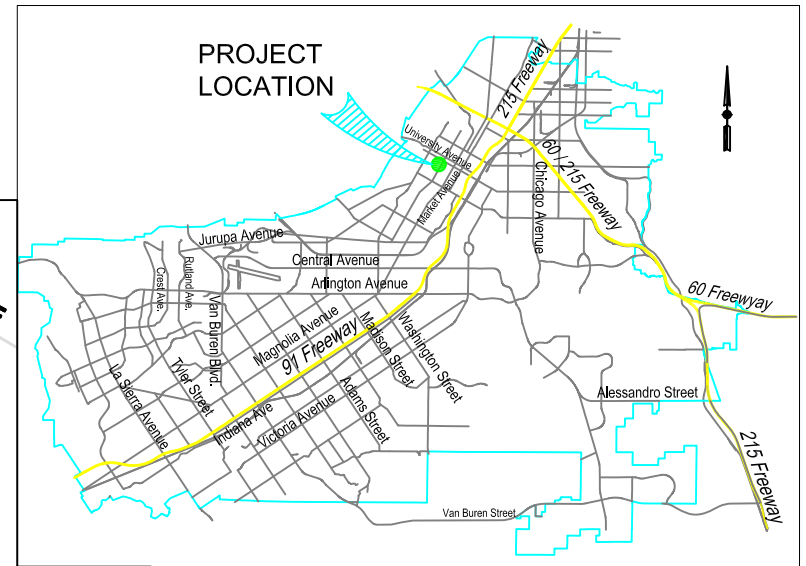 PROJECT
LOCATION
215 Freeway
University Avenue
60 / 215 Freeway
Market Avenue
Chicago Avenue
Jurupa Avenue
Central Avenue
Arlington Avenue
Crest Ave.
Rutland Ave.
Van Buren Blvd.
60 Freewyay
Magnolia Avenue
91 Freeway
Madison Street
Washington Street
La Sierra Avenue
Tyler Street
Adams Street
Alessandro Street
Indiana Ave
Victoria Avenue
215 Freeway
Van Buren Street